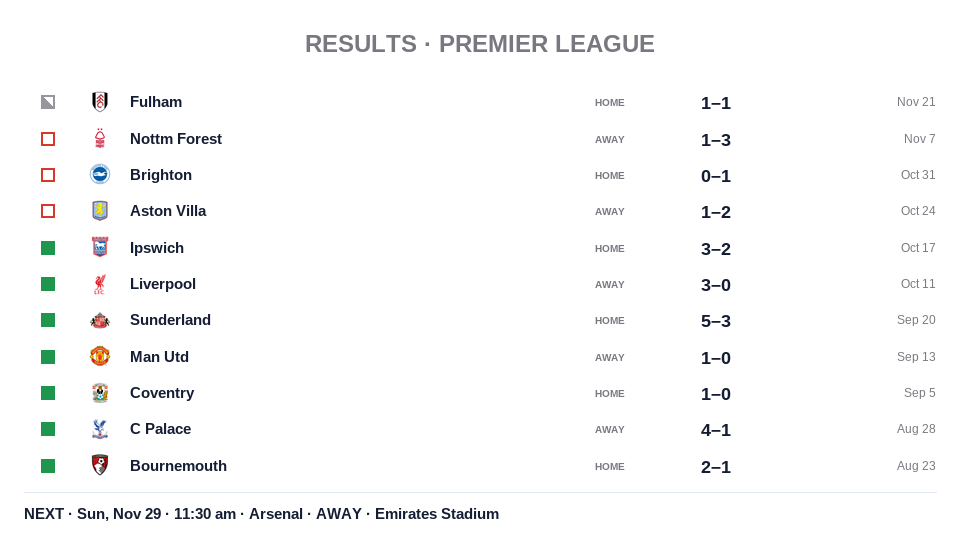 RESULTS · PREMIER LEAGUE
Fulham HOME 1–1 Nov 21
Nottm Forest AWAY 1–3 Nov 7
Brighton HOME 0–1 Oct 31
Aston Villa AWAY 1–2 Oct 24
Ipswich HOME 3–2 Oct 17
Liverpool AWAY 3–0 Oct 11
Sunderland HOME 5–3 Sep 20
Man Utd AWAY 1–0 Sep 13
Coventry HOME 1–0 Sep 5
C Palace AWAY 4–1 Aug 28
Bournemouth HOME 2–1 Aug 23
NEXT · Sun, Nov 29 · 11:30 am · Arsenal · AWAY · Emirates Stadium